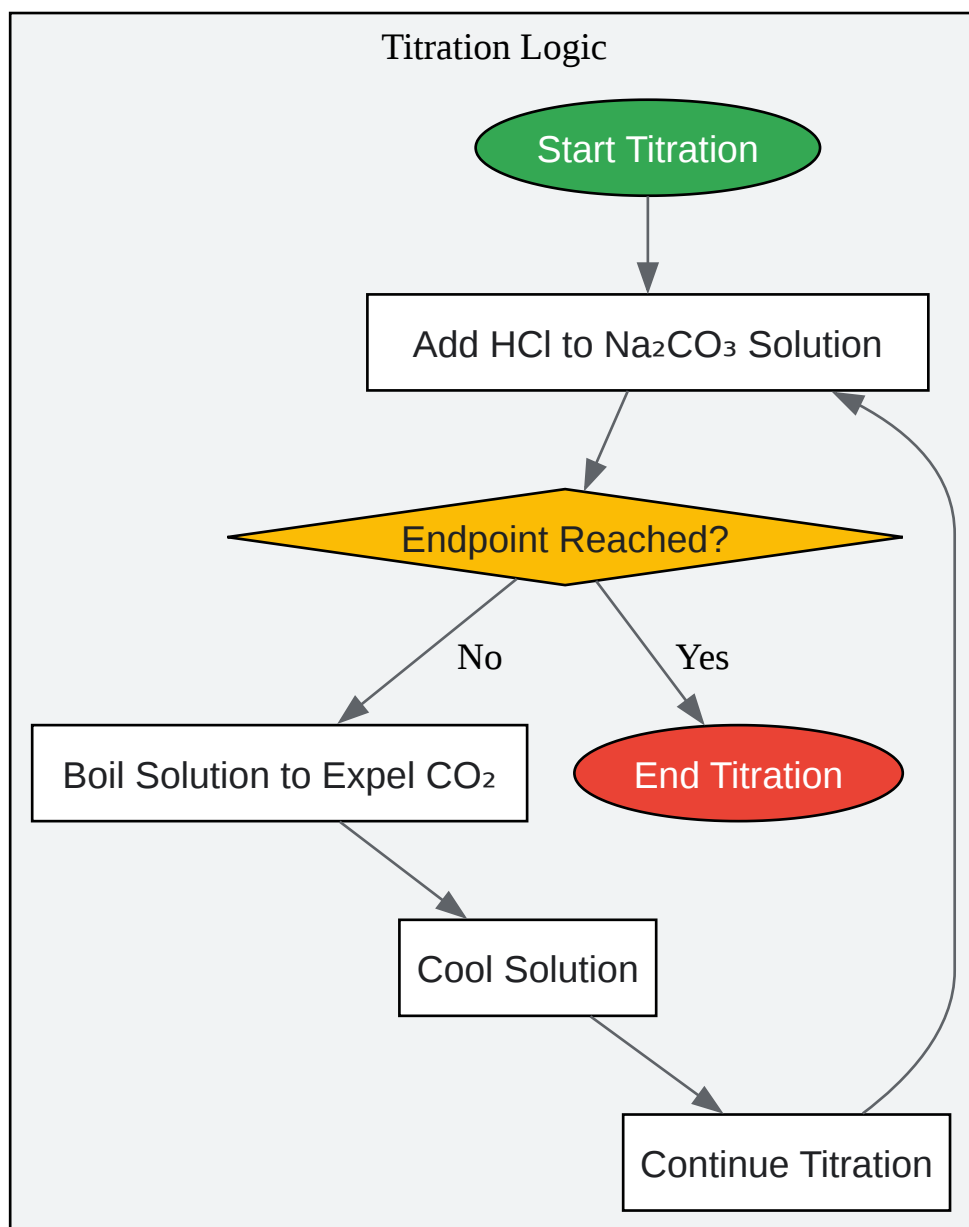 Titration Logic
Start Titration
Add HCl to Na₂CO₃ Solution
Endpoint Reached?
No
Yes
Boil Solution to Expel CO₂
End Titration
Cool Solution
Continue Titration